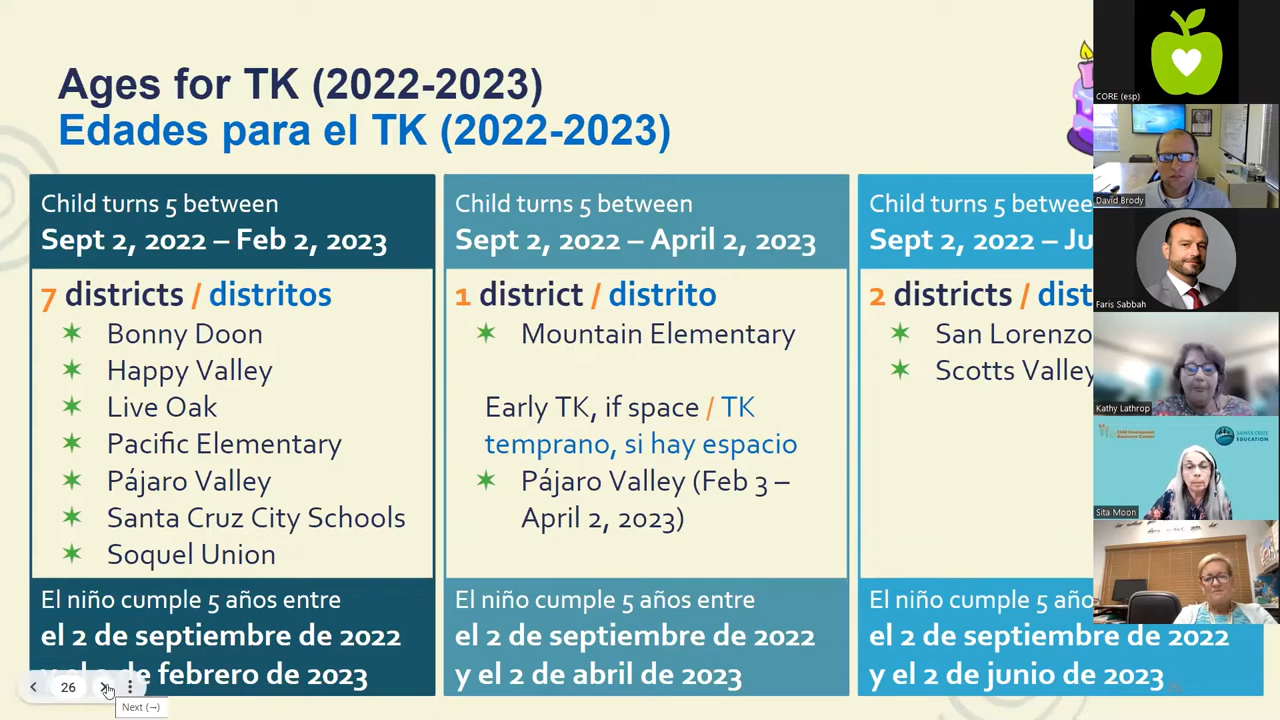 Ages for TK (2022-2023)
Edades para el TK (2022-2023)
Child turns 5 between
Sept 2, 2022 – Feb 2, 2023
7 districts / distritos
Bonny Doon
Happy Valley
Live Oak
Pacific Elementary
Pájaro Valley
Santa Cruz City Schools
Soquel Union
El niño cumple 5 años entre
el 2 de septiembre de 2022
de febrero de 2023
Child turns 5 between
Sept 2, 2022 – April 2, 2023
1 district / distrito
Mountain Elementary
Early TK, if space / TK
temprano, si hay espacio
Pájaro Valley (Feb 3 –
April 2, 2023)
El niño cumple 5 años entre
el 2 de septiembre de 2022
y el 2 de abril de 2023
Child turns 5 betwee
Sept 2, 2022 – Ju
2 districts / dist
San Lorenzo
Scotts Valley
El niño cumple 5 año
el 2 de septiembre de 2022
y el 2 de junio de 2023
26
Next (→)
CORE (esp)
David Brody
Faris Sabbah
Kathy Lathrop
Child Development
Resource Center
SANTA CRUZ
EDUCATION
Sita Moon